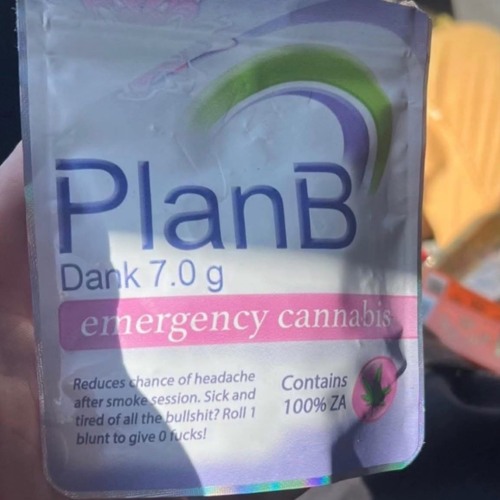 PlanB
Dank 7.0 g
emergency cannabis
Reduces chance of headache
after smoke session. Sick and
tired of all the bullshit? Roll 1
blunt to give 0 fucks!
Contains
100% ZA